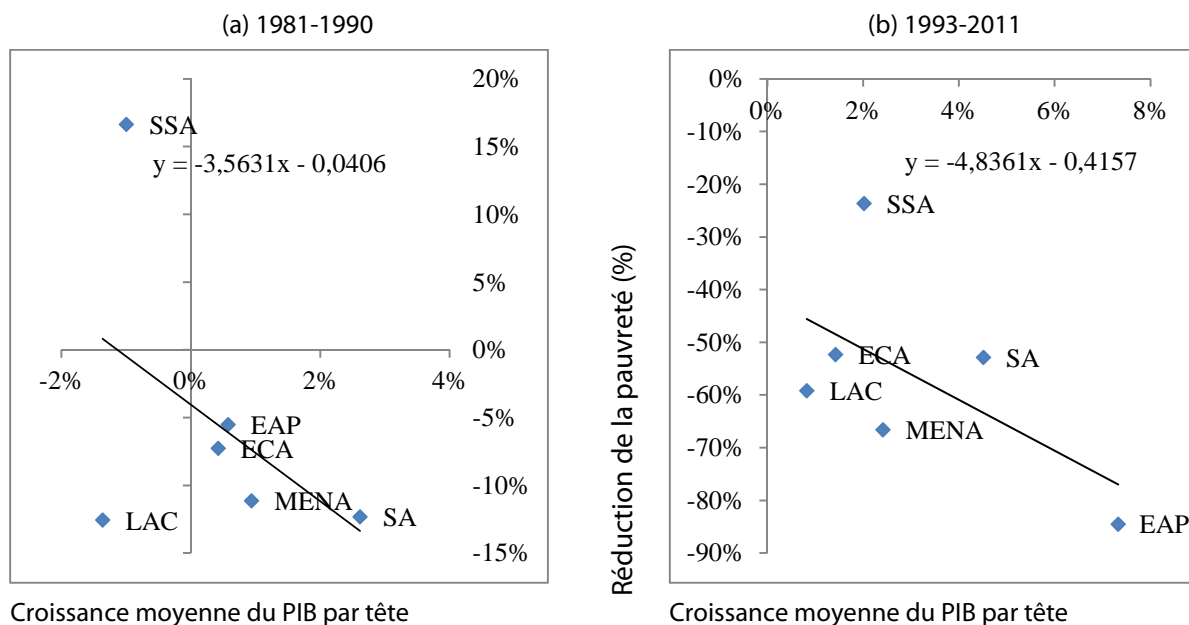 (a) 1981-1990
20%
SSA
15%
y = -3,5631x - 0,0406
10%
5%
0%
-2%
0%
2%
4%
EAP
-5%
ECA
MENA
-10%
LAC
SA
-15%
Croissance moyenne du PIB par tête
(b) 1993-2011
Réduction de la pauvreté (%)
0%
0%
2%
4%
6%
8%
-10%
y = -4,8361x - 0,4157
-20%
SSA
-30%
-40%
-50%
ECA
SA
-60%
LAC
MENA
-70%
-80%
EAP
-90%
Croissance moyenne du PIB par tête